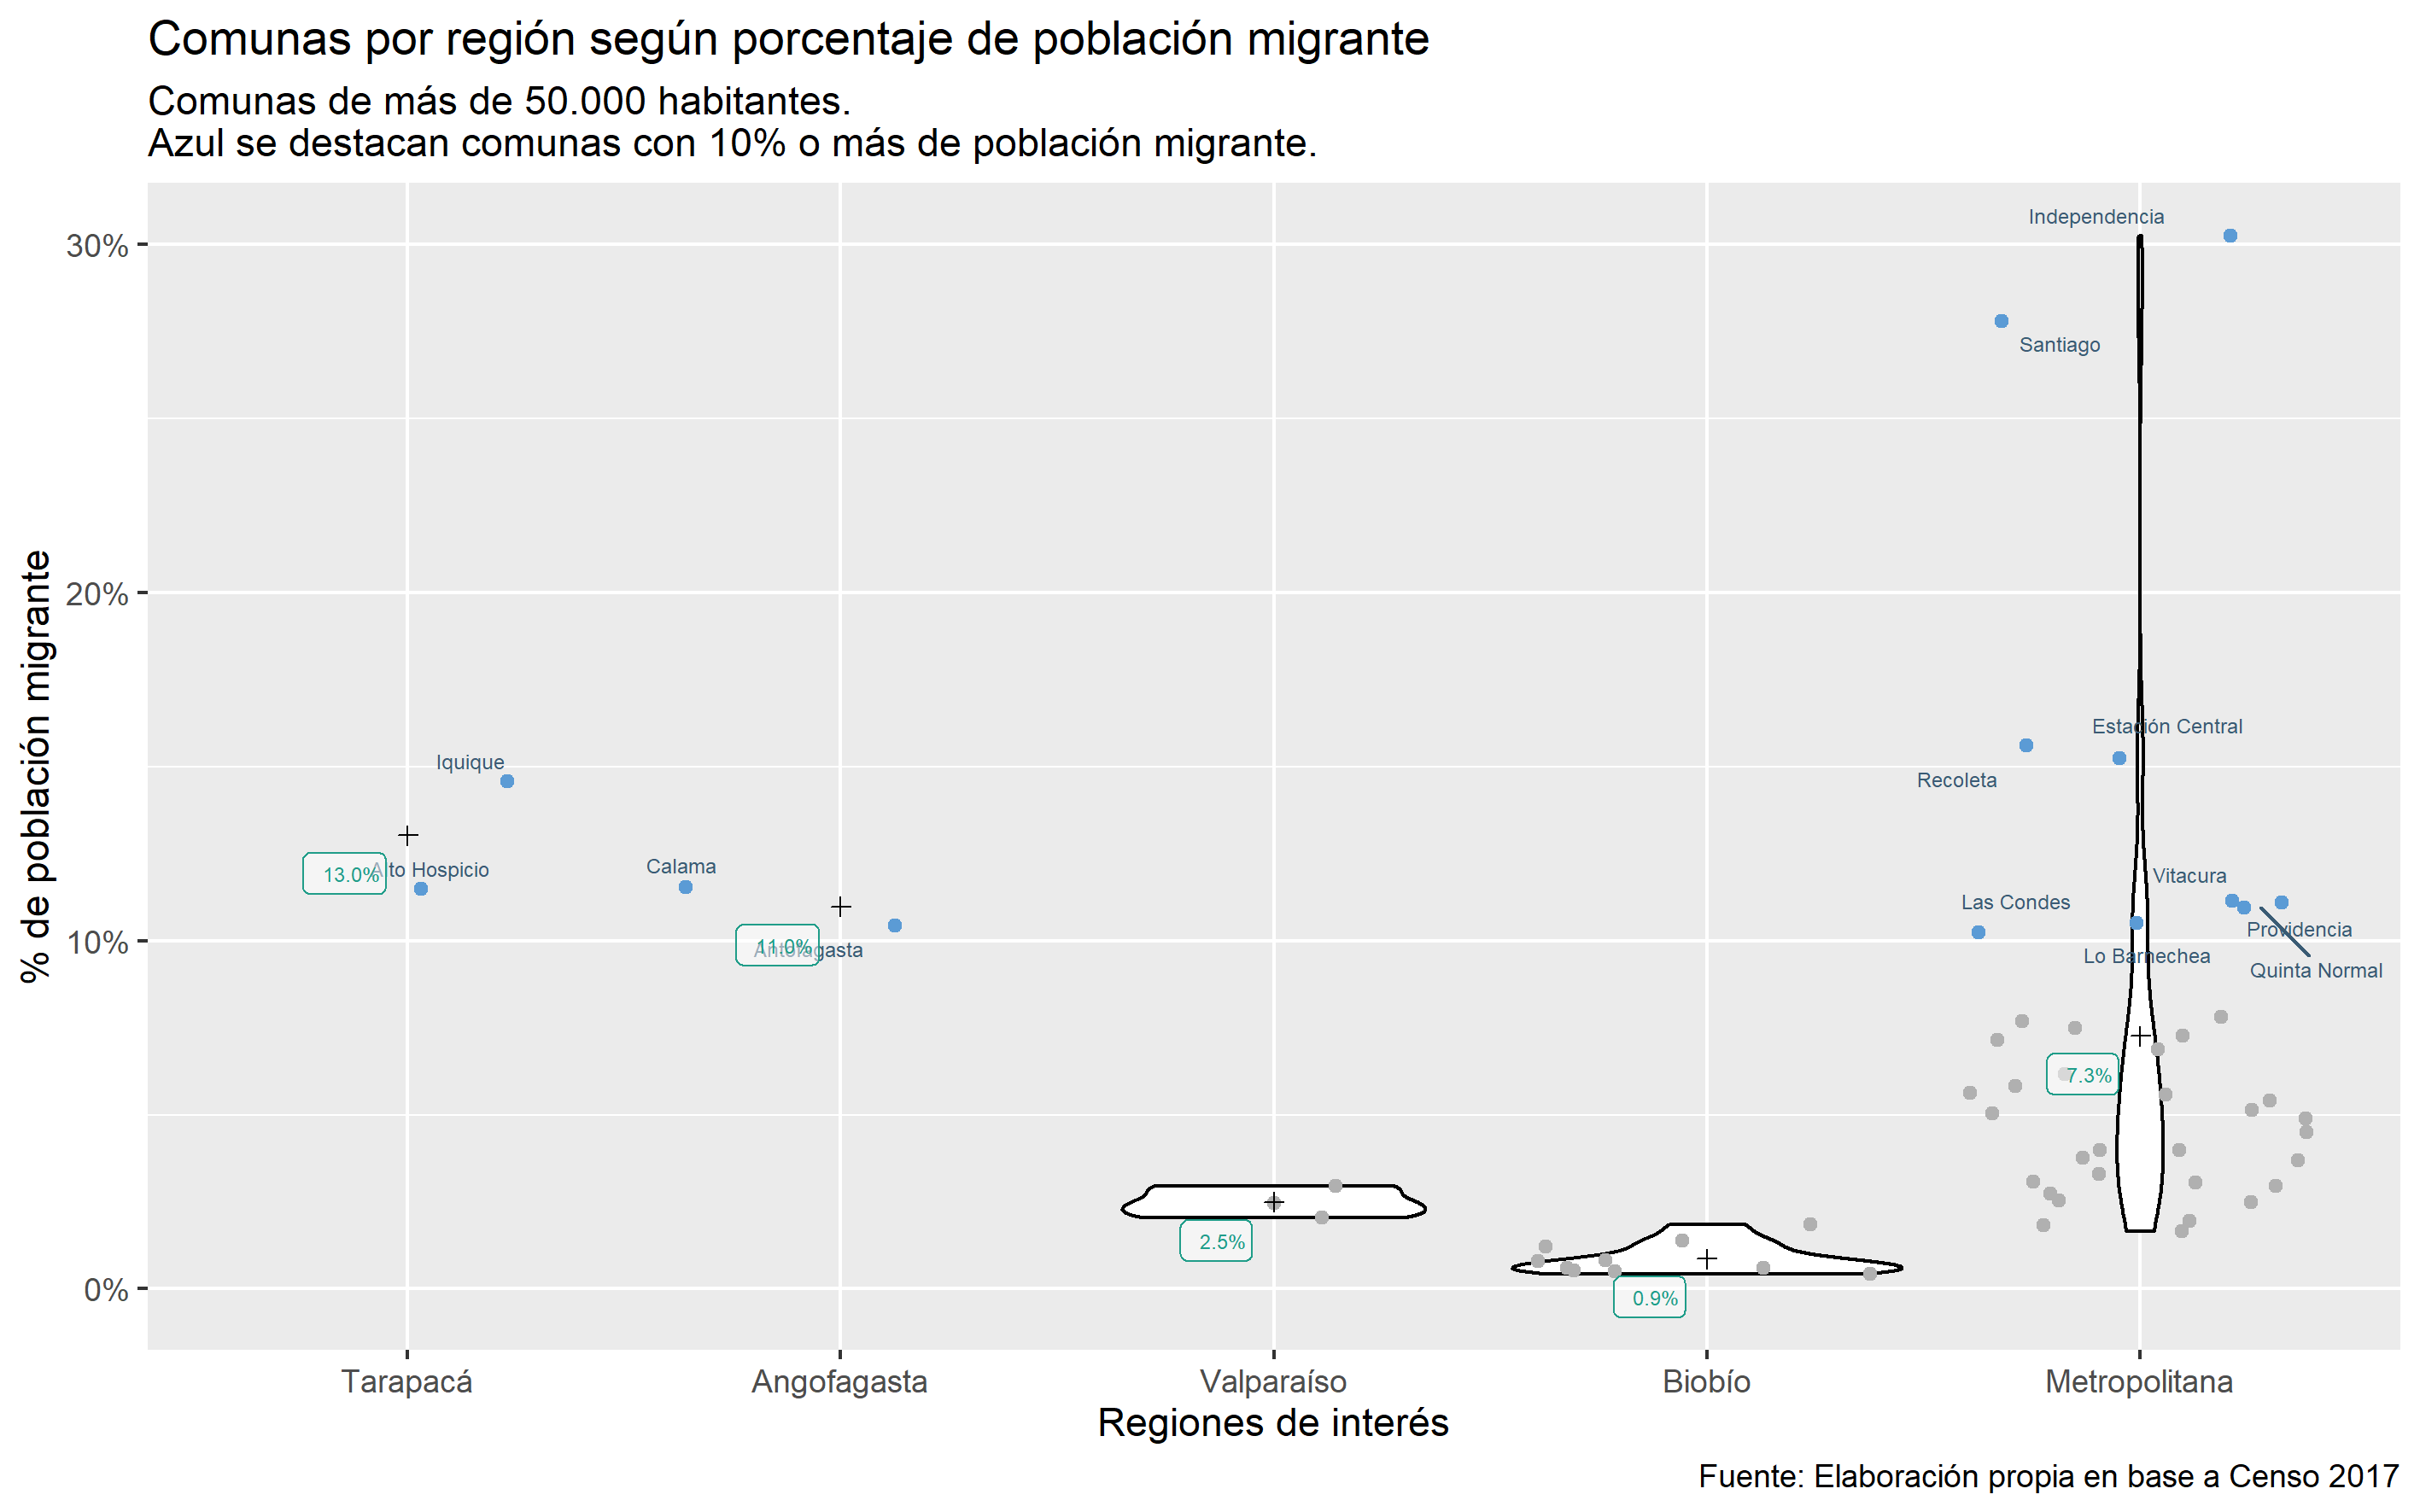 Comunas por región según porcentaje de población migrante
Comunas de más de 50.000 habitantes.
Azul se destacan comunas con 10% o más de población migrante.
% de población migrante
30%
20%
10%
0%
Independencia
Santiago
Estación Central
Recoleta
Iquique
Alto Hospicio
13.0%
Calama
11.0%
Antofagasta
Vitacura
Las Condes
Providencia
Lo Barnechea
Quinta Normal
7.3%
2.5%
0.9%
Tarapacá
Angofagasta
Valparaíso
Biobío
Metropolitana
Regiones de interés
Fuente: Elaboración propia en base a Censo 2017